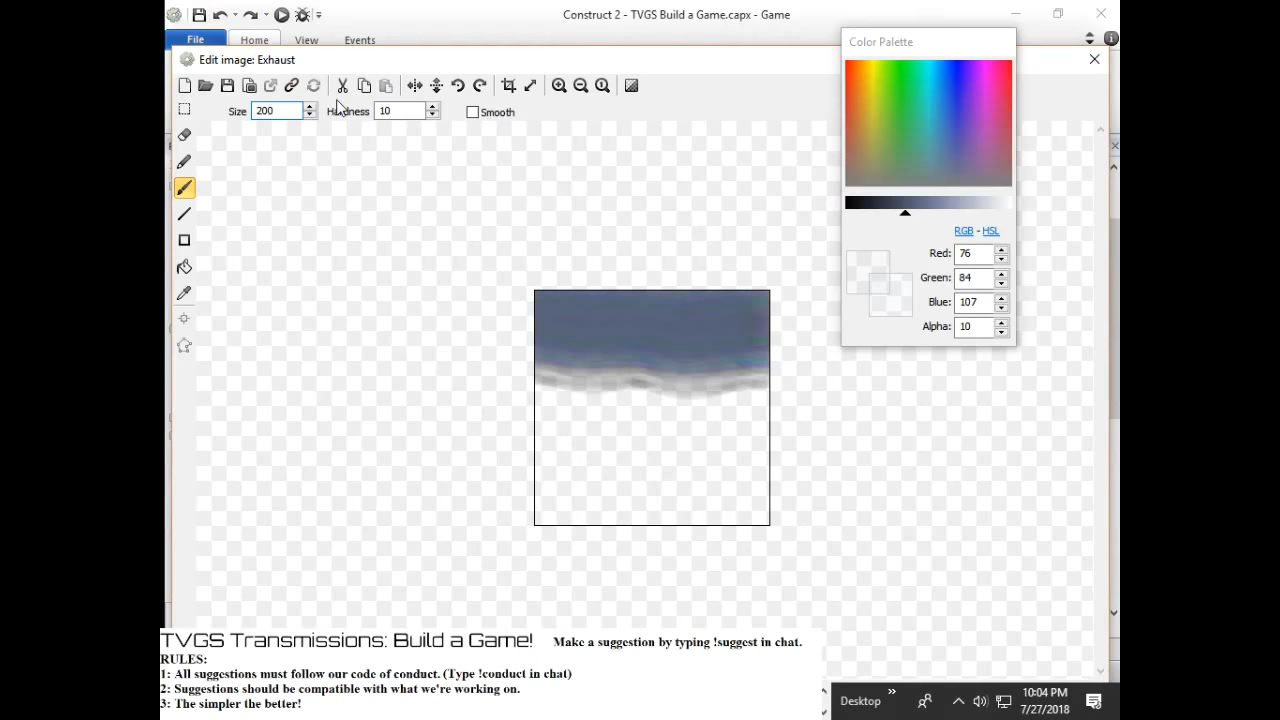 Construct 2 - TVGS Build a Game.capx - Game
File Home View Events
Color Palette
Edit image: Exhaust
Size 200 Hardness 10 Smooth
RGB - HSL
Red: 76
Green: 84
Blue: 107
Alpha: 10
TVGS Transmissions: Build a Game! Make a suggestion by typing !suggest in chat.
RULES:
1: All suggestions must follow our code of conduct. (Type !conduct in chat)
2: Suggestions should be compatible with what we're working on.
3: The simpler the better!
Desktop
10:04 PM
7/27/2018